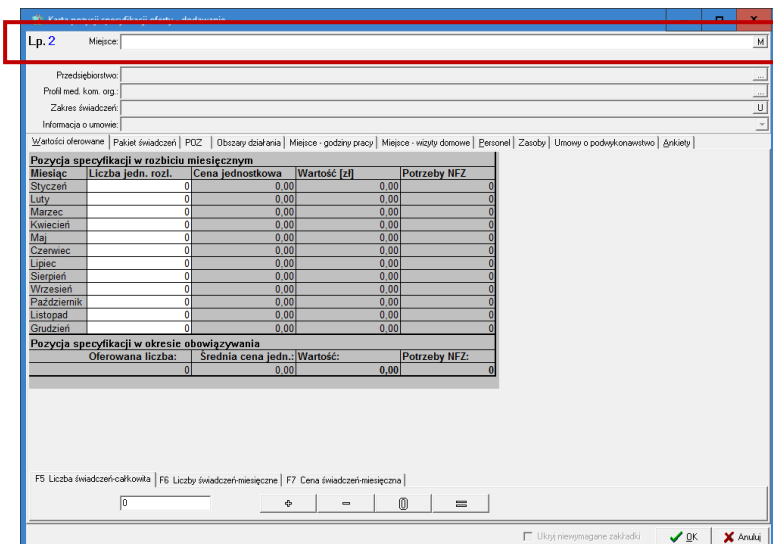 Karta pozycji specyfikacji oferty - dodawanie
Lp. 2 Miejsce: M
Przedsiębiorstwo: ...
Profil med. kom. org.: ...
Zakres świadczeń: U
Informacja o umowie:
Wartości oferowane Pakiet świadczeń POZ Obszary działania Miejsce - godziny pracy Miejsce - wizyty domowe Personel Zasoby Umowy o podwykonawstwo Ankiety
Pozycja specyfikacji w rozbiciu miesięcznym
Miesiąc Liczba jedn. rozl. Cena jednostkowa Wartość [zł] Potrzeby NFZ
Styczeń 0 0,00 0,00 0
Luty 0 0,00 0,00 0
Marzec 0 0,00 0,00 0
Kwiecień 0 0,00 0,00 0
Maj 0 0,00 0,00 0
Czerwiec 0 0,00 0,00 0
Lipiec 0 0,00 0,00 0
Sierpień 0 0,00 0,00 0
Wrzesień 0 0,00 0,00 0
Październik 0 0,00 0,00 0
Listopad 0 0,00 0,00 0
Grudzień 0 0,00 0,00 0
Pozycja specyfikacji w okresie obowiązywania
Oferowana liczba: Średnia cena jedn.: Wartość: Potrzeby NFZ:
0 0,00 0,00 0
F5 Liczba świadczeń-całkowita F6 Liczby świadczeń-miesięczne F7 Cena świadczeń-miesięczna
0 + - 0 =
Ukryj niewymagane zakładki OK Anuluj